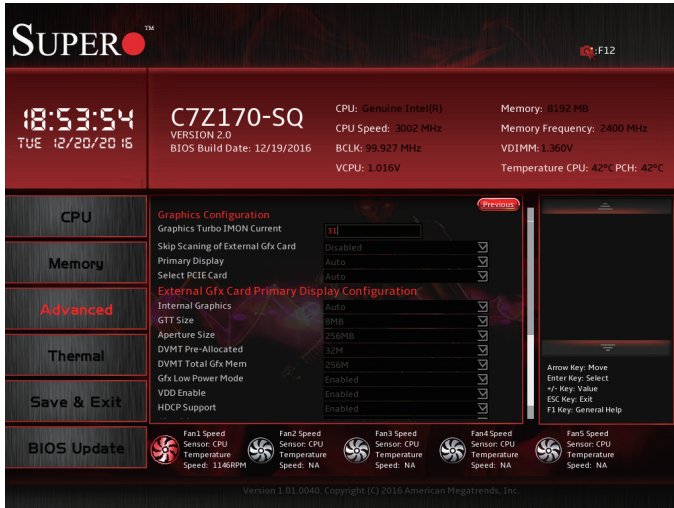 SUPER
TM
:F12
18:53:54
TUE 12/20/2016
C7Z170-SQ
VERSION 2.0
BIOS Build Date: 12/19/2016
CPU: Genuine Intel(R)
CPU Speed: 3002 MHz
BCLK: 99.927 MHz
VCPU: 1.016V
Memory: 8192 MB
Memory Frequency: 2400 MHz
VDIMM: 1.360V
Temperature CPU: 42°C PCH: 42°C
CPU
Memory
Advanced
Thermal
Save & Exit
BIOS Update
Previous
Graphics Configuration
Graphics Turbo IMON Current 31
Skip Scaning of External Gfx Card Disabled
Primary Display Auto
Select PCIE Card Auto
External Gfx Card Primary Display Configuration
Internal Graphics Auto
GTT Size 8MB
Aperture Size 256MB
DVMT Pre-Allocated 32M
DVMT Total Gfx Mem 256M
Gfx Low Power Mode Enabled
VDD Enable Enabled
HDCP Support Enabled
Arrow Key: Move
Enter Key: Select
+/- Key: Value
ESC Key: Exit
F1 Key: General Help
Fan1 Speed
Sensor: CPU
Temperature
Speed: 1146RPM
Fan2 Speed
Sensor: CPU
Temperature
Speed: NA
Fan3 Speed
Sensor: CPU
Temperature
Speed: NA
Fan4 Speed
Sensor: CPU
Temperature
Speed: NA
Fan5 Speed
Sensor: CPU
Temperature
Speed: NA
Version 1.01.0040. Copyright (C) 2016 American Megatrends, Inc.